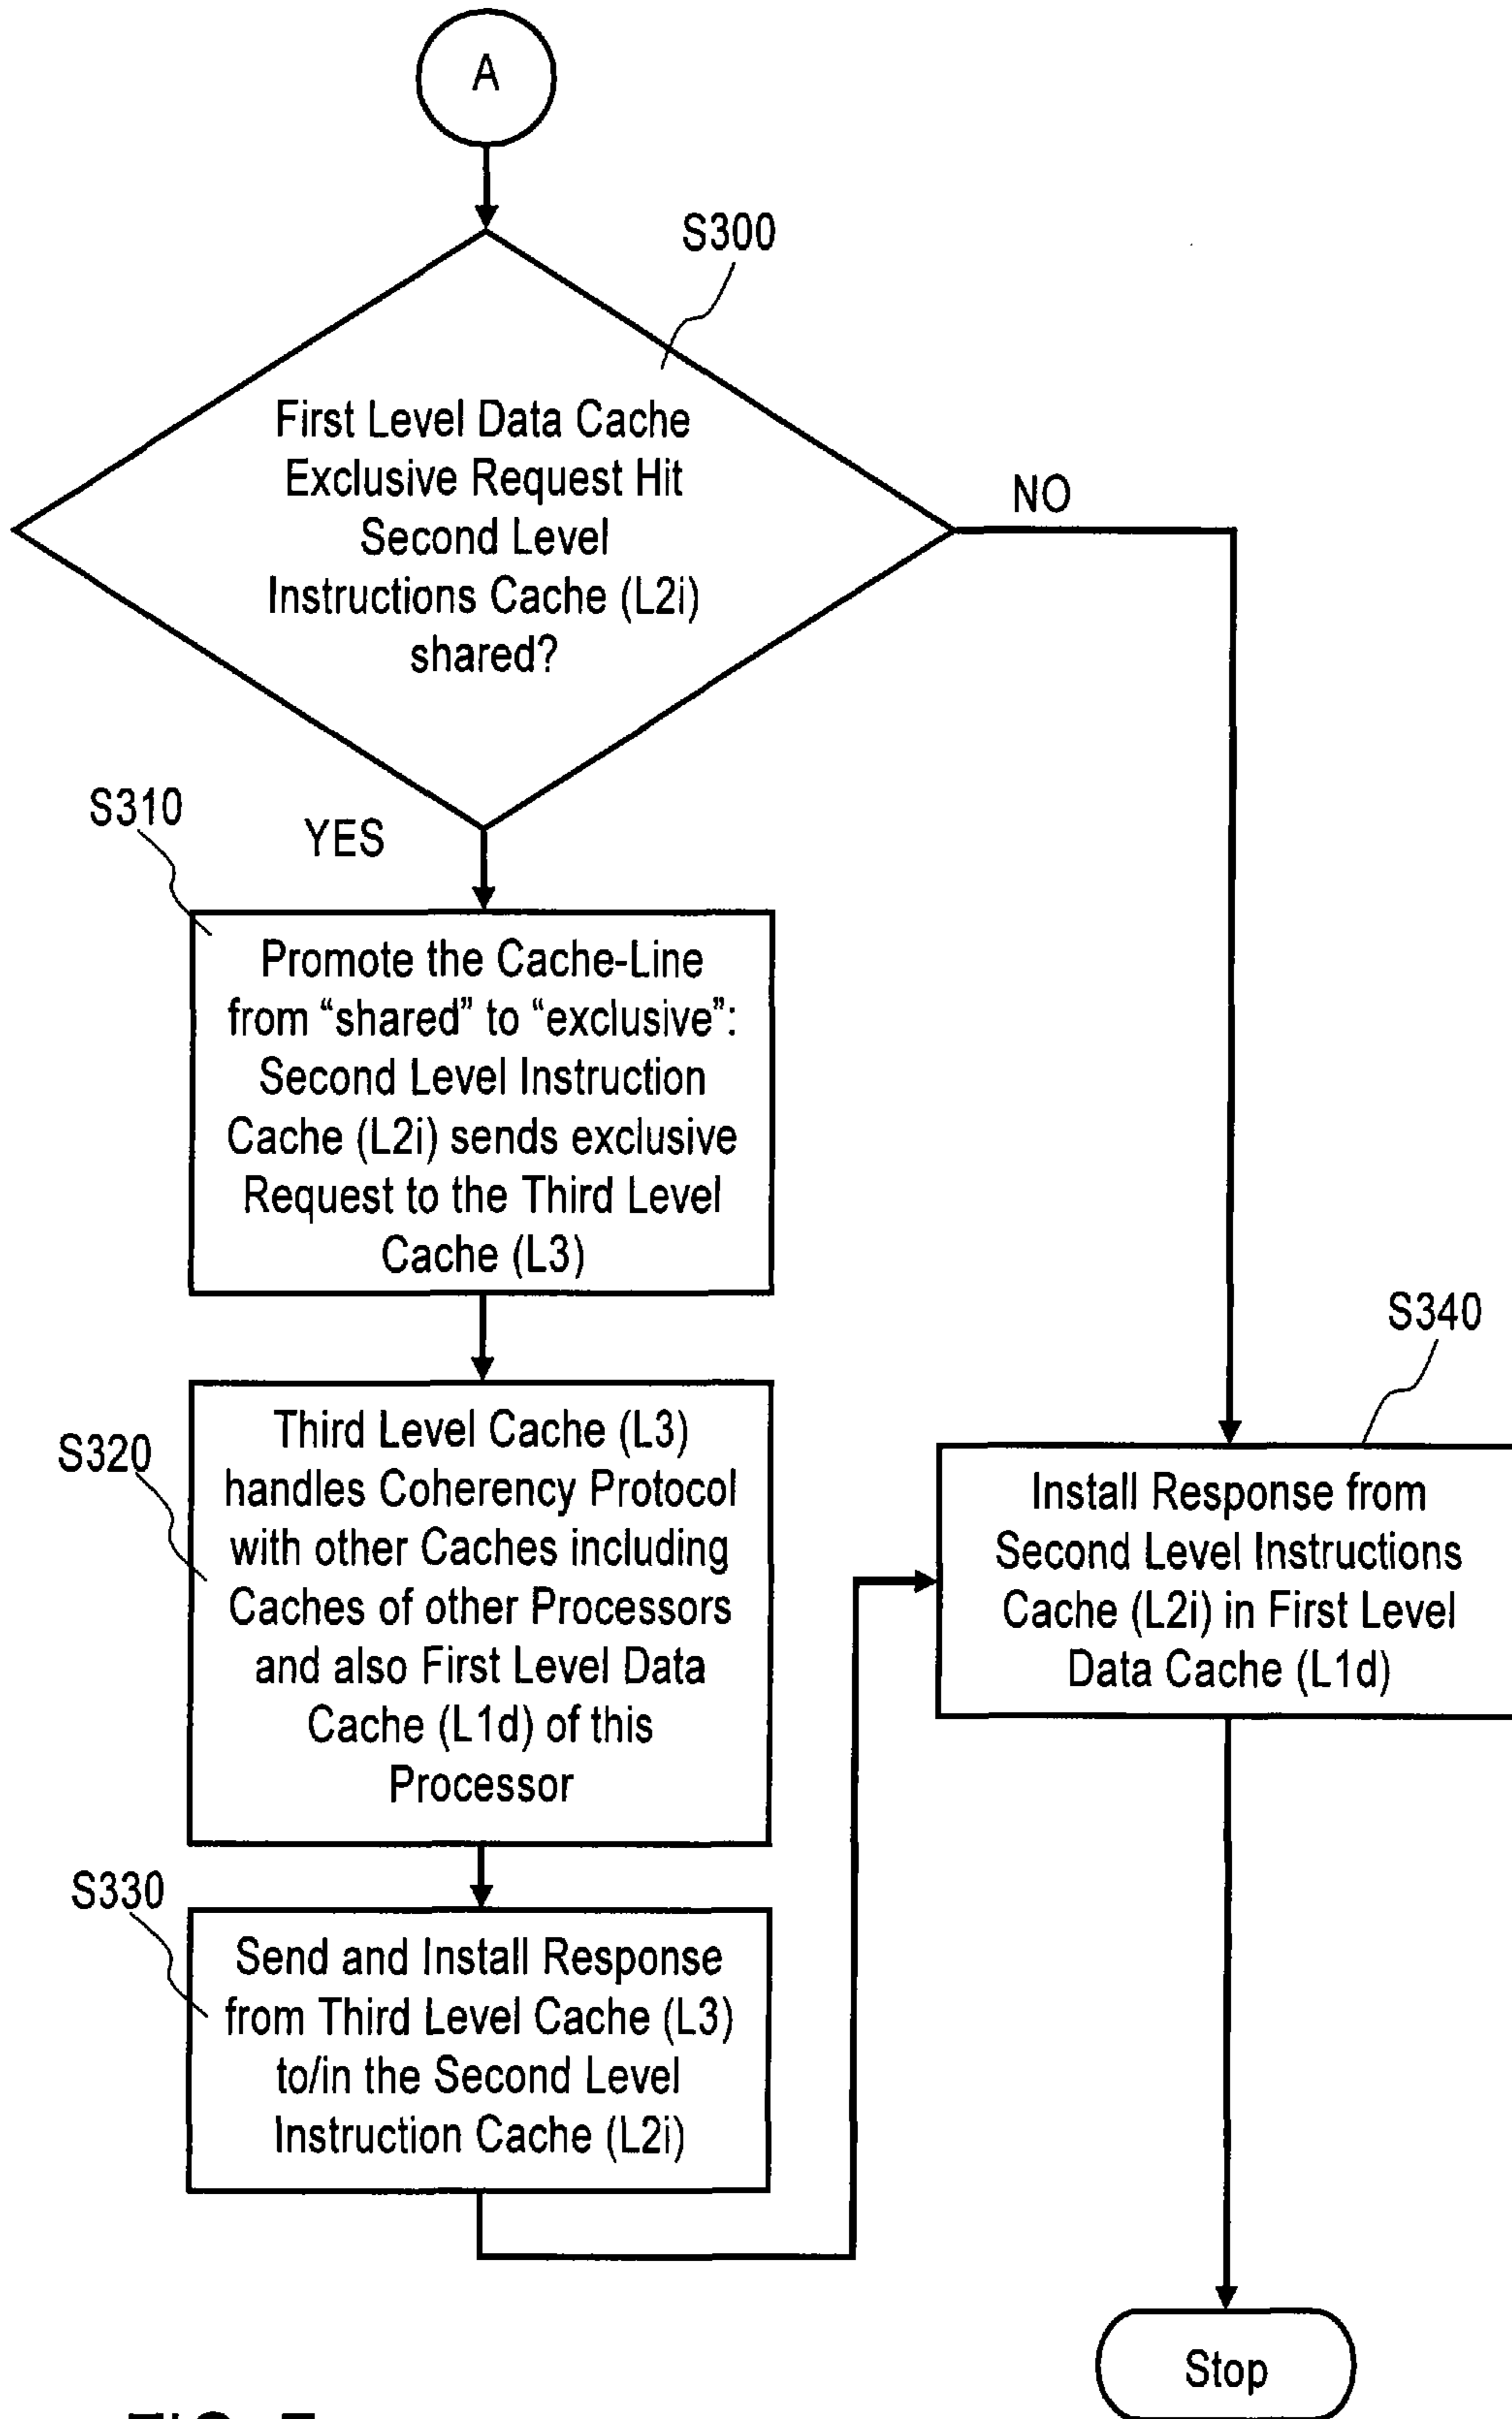 A
S300
First Level Data Cache
Exclusive Request Hit
Second Level
Instructions Cache (L2i)
shared?
NO
YES
S310
Promote the Cache-Line
from “shared” to “exclusive”:
Second Level Instruction
Cache (L2i) sends exclusive
Request to the Third Level
Cache (L3)
S320
Third Level Cache (L3)
handles Coherency Protocol
with other Caches including
Caches of other Processors
and also First Level Data
Cache (L1d) of this
Processor
S330
Send and Install Response
from Third Level Cache (L3)
to/in the Second Level
Instruction Cache (L2i)
S340
Install Response from
Second Level Instructions
Cache (L2i) in First Level
Data Cache (L1d)
Stop